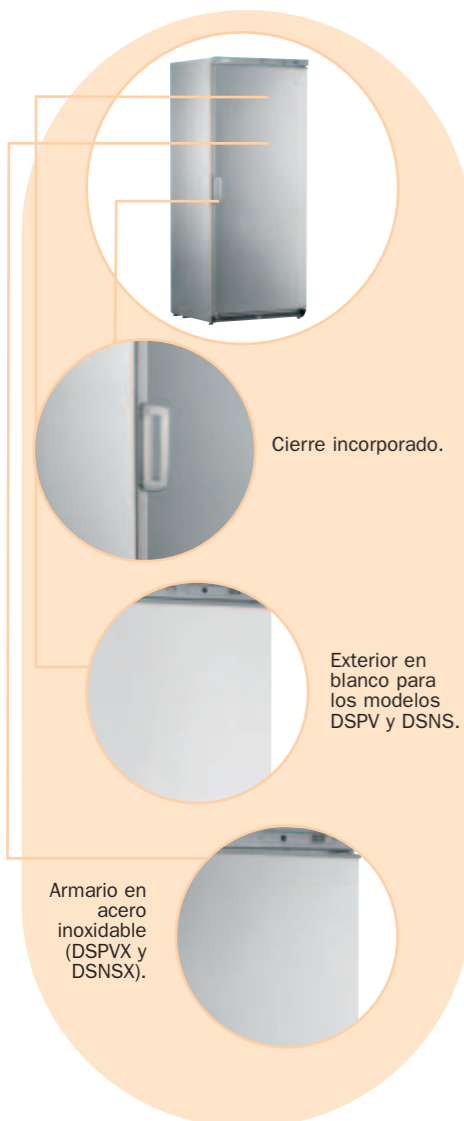 Cierre incorporado.
Exterior en
blanco para
los modelos
DSPV y DSNS.
Armario en
acero
inoxidable
(DSPVX y
DSNSX).